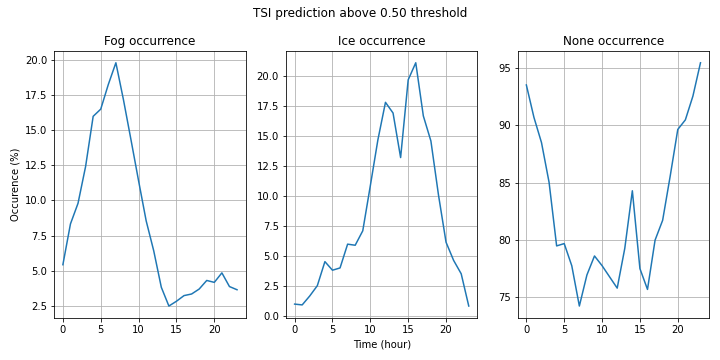 TSI prediction above 0.50 threshold
Fog occurrence
Ice occurrence
None occurrence
Occurence (%)
20.0
17.5
15.0
12.5
10.0
7.5
5.0
2.5
0 5 10 15 20
20.0
17.5
15.0
12.5
10.0
7.5
5.0
2.5
0.0
0 5 10 15 20
Time (hour)
95
90
85
80
75
0 5 10 15 20